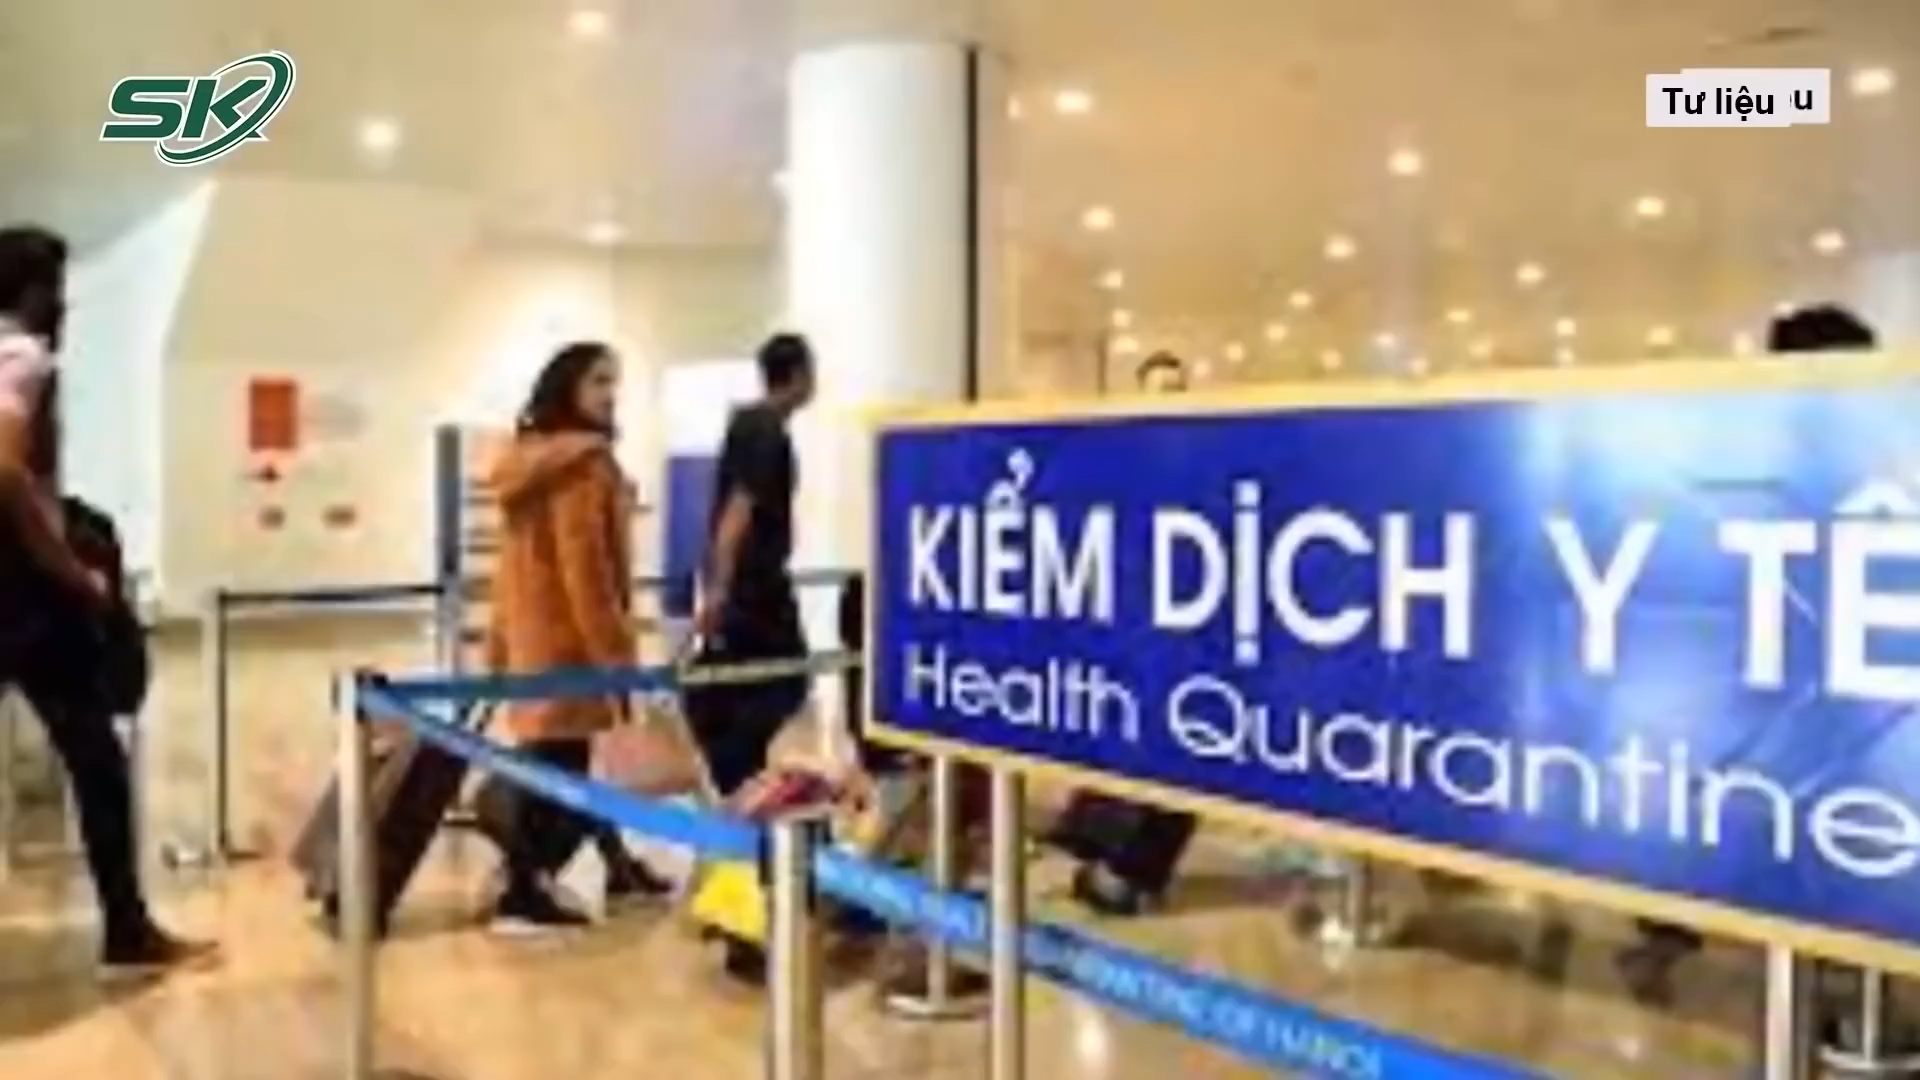 SK
Tư liệu
KIỂM DỊCH Y TẾ
Health Quarantine